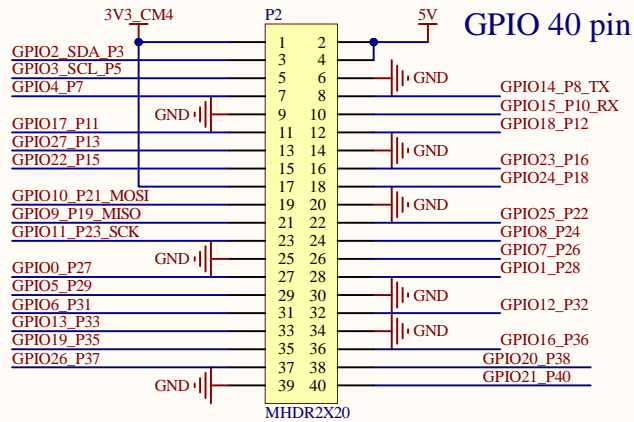 3V3_CM4 P2 5V GPIO 40 pin
1 2
GPIO2_SDA_P3 3 4
GPIO3_SCL_P5 5 6 GND
GPIO4_P7 7 8 GPIO14_P8_TX
GND 9 10 GPIO15_P10_RX
GPIO17_P11 11 12 GPIO18_P12
GPIO27_P13 13 14 GND
GPIO22_P15 15 16 GPIO23_P16
17 18 GPIO24_P18
GPIO10_P21_MOSI 19 20 GND
GPIO9_P19_MISO 21 22 GPIO25_P22
GPIO11_P23_SCK 23 24 GPIO8_P24
GND 25 26 GPIO7_P26
GPIO0_P27 27 28 GPIO1_P28
GPIO5_P29 29 30 GND
GPIO6_P31 31 32 GPIO12_P32
GPIO13_P33 33 34 GND
GPIO19_P35 35 36 GPIO16_P36
GPIO26_P37 37 38 GPIO20_P38
GND 39 40 GPIO21_P40
MHDR2X20